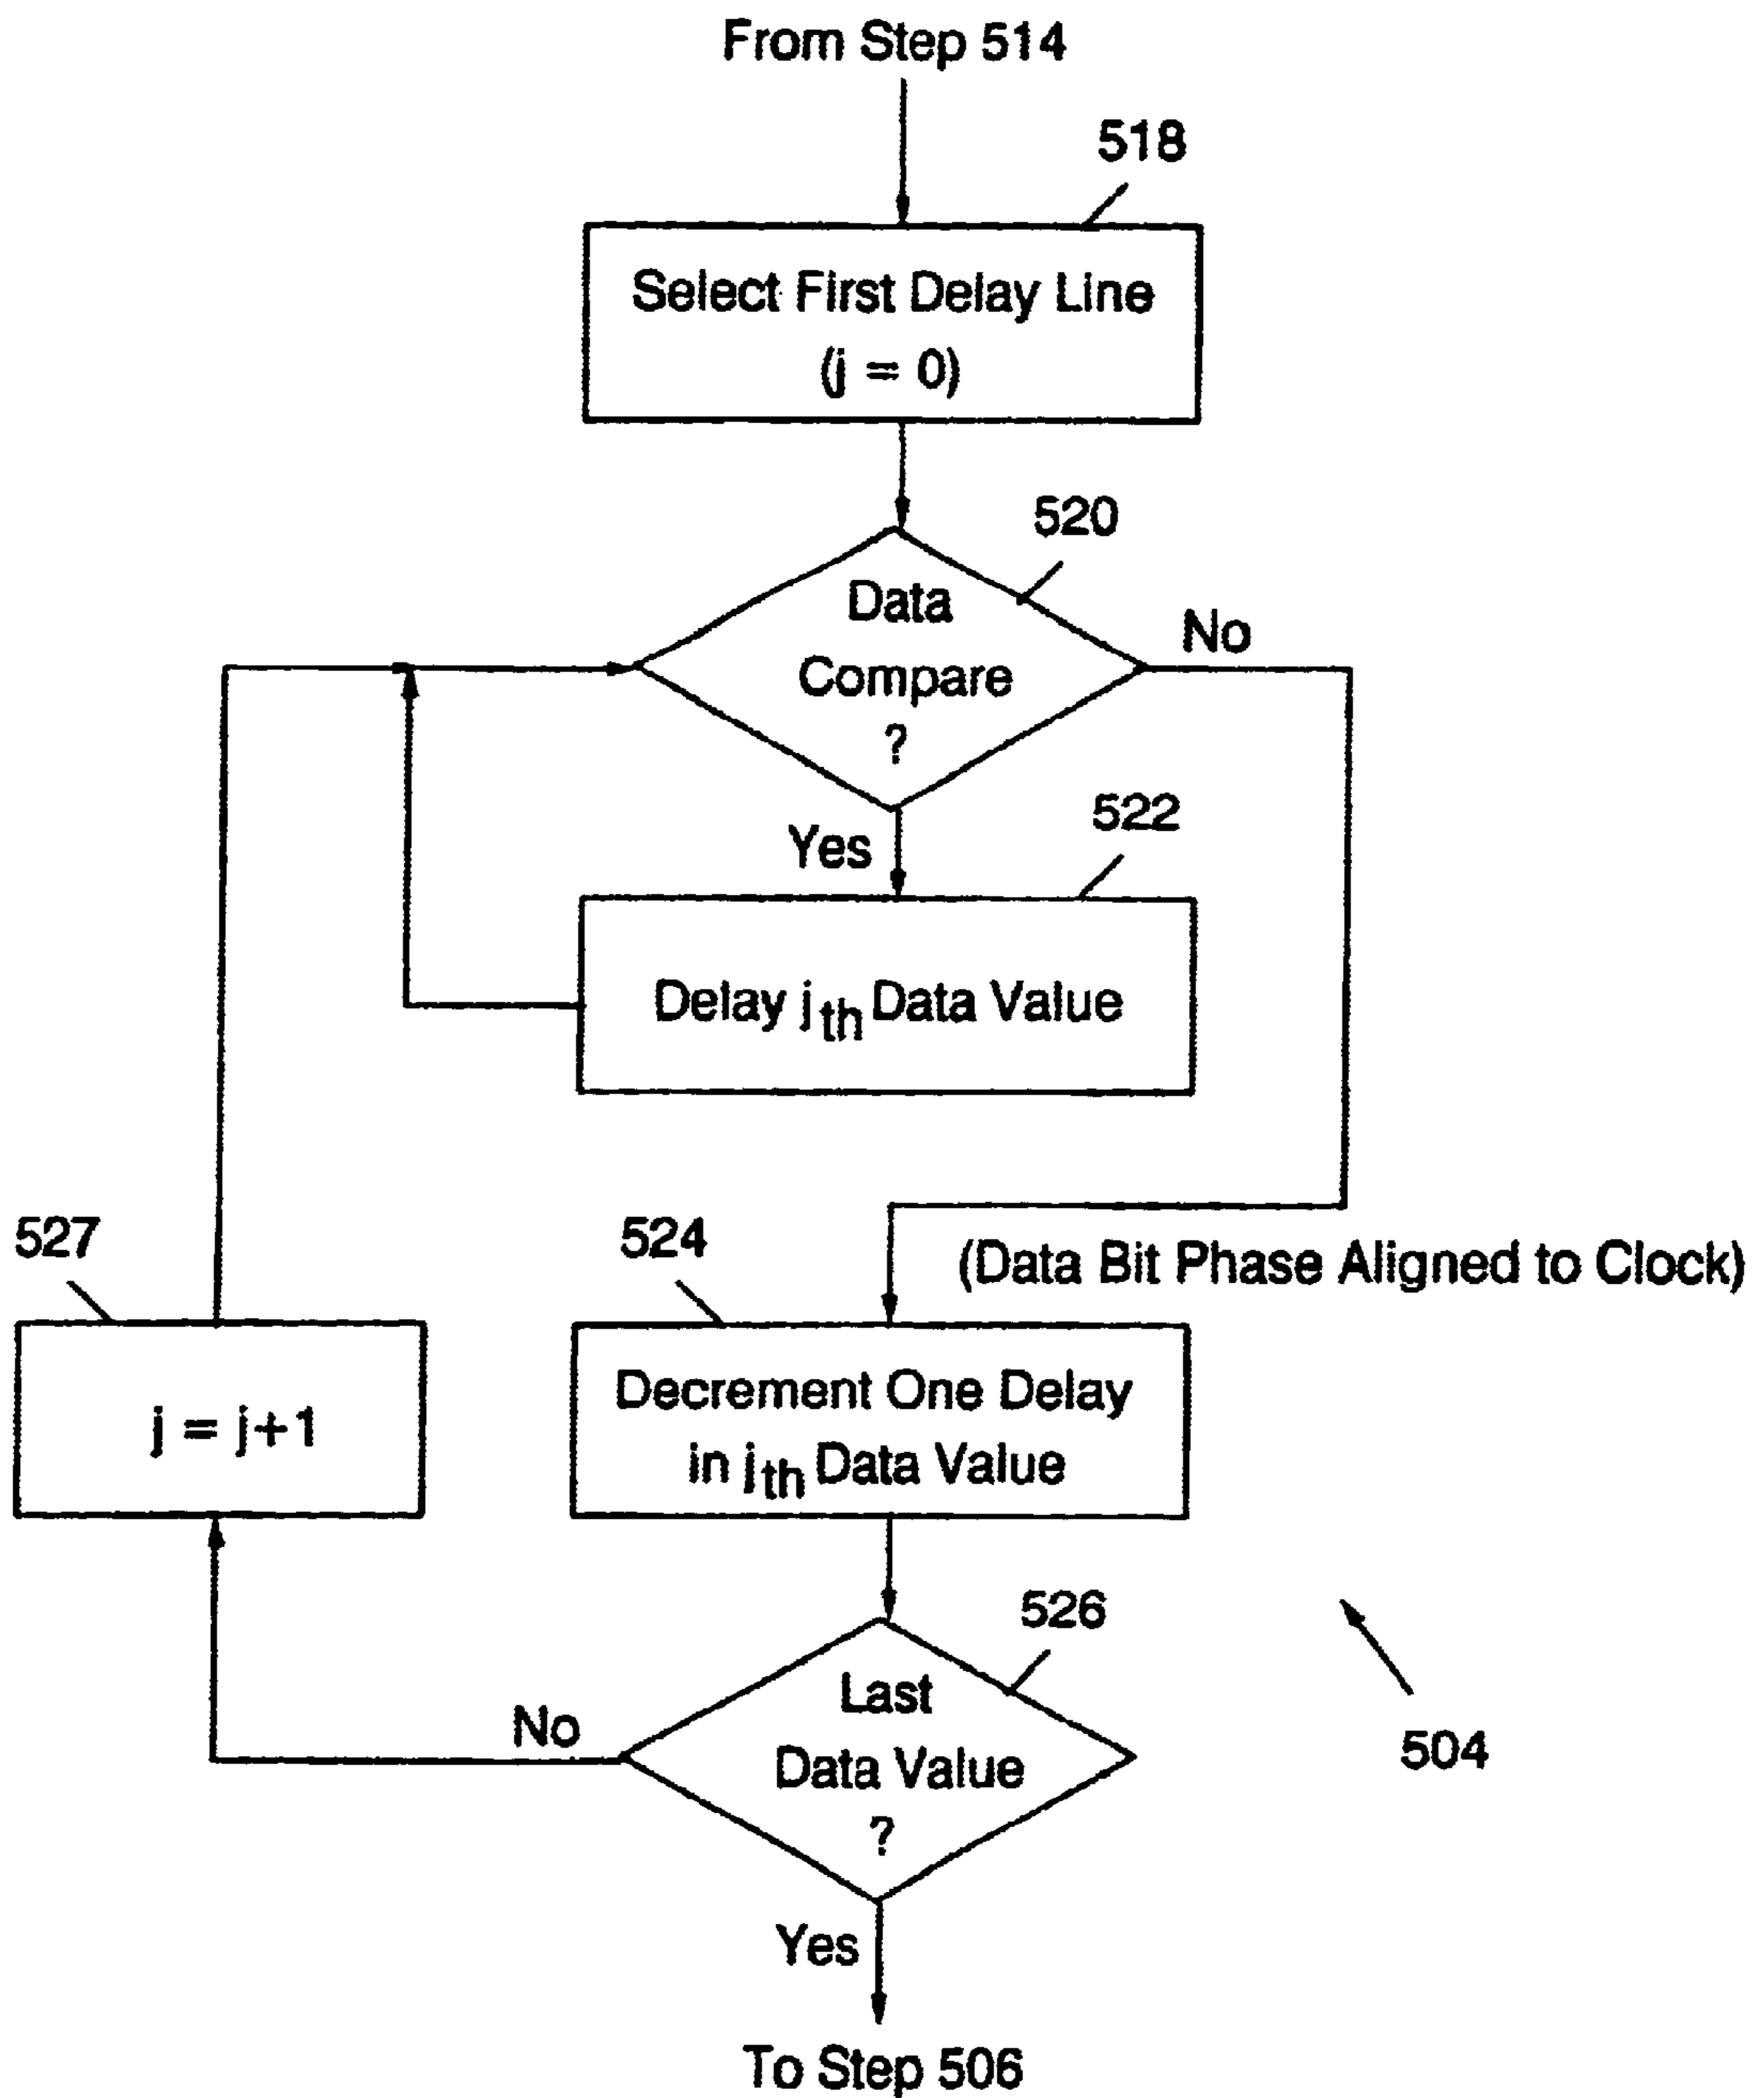 From Step 514
518
Select First Delay Line
(j = 0)
520
Data
Compare
?
No
Yes
522
Delay jth Data Value
527
524
(Data Bit Phase Aligned to Clock)
j = j+1
Decrement One Delay
in jth Data Value
526
Last
Data Value
?
No
504
Yes
To Step 506